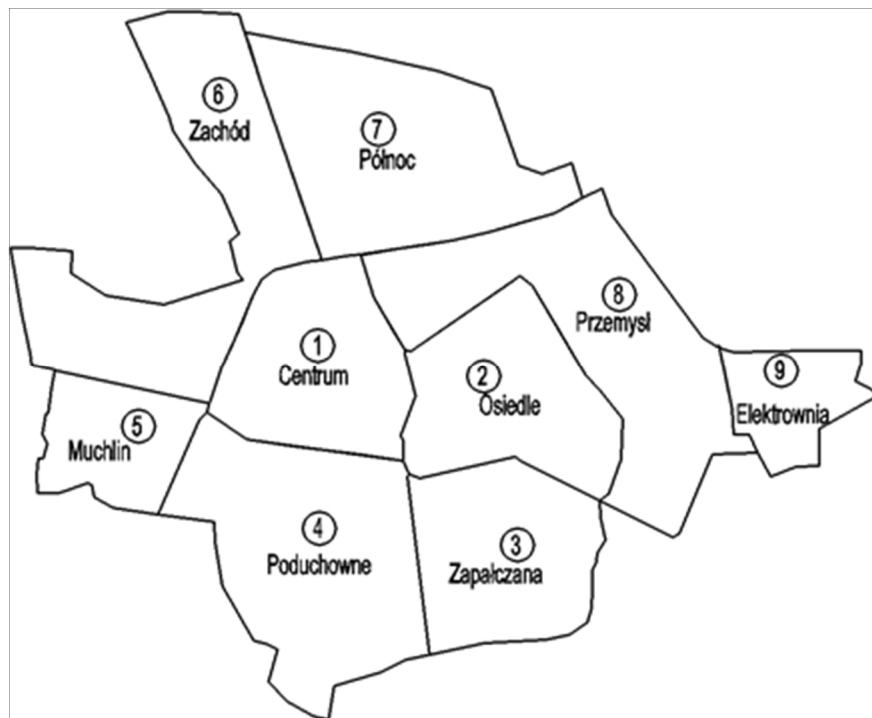 6
Zachód
7
Północ
8
Przemysł
1
Centrum
2
Osiedle
9
Elektrownia
5
Muchlin
4
Poduchowne
3
Zapałczana